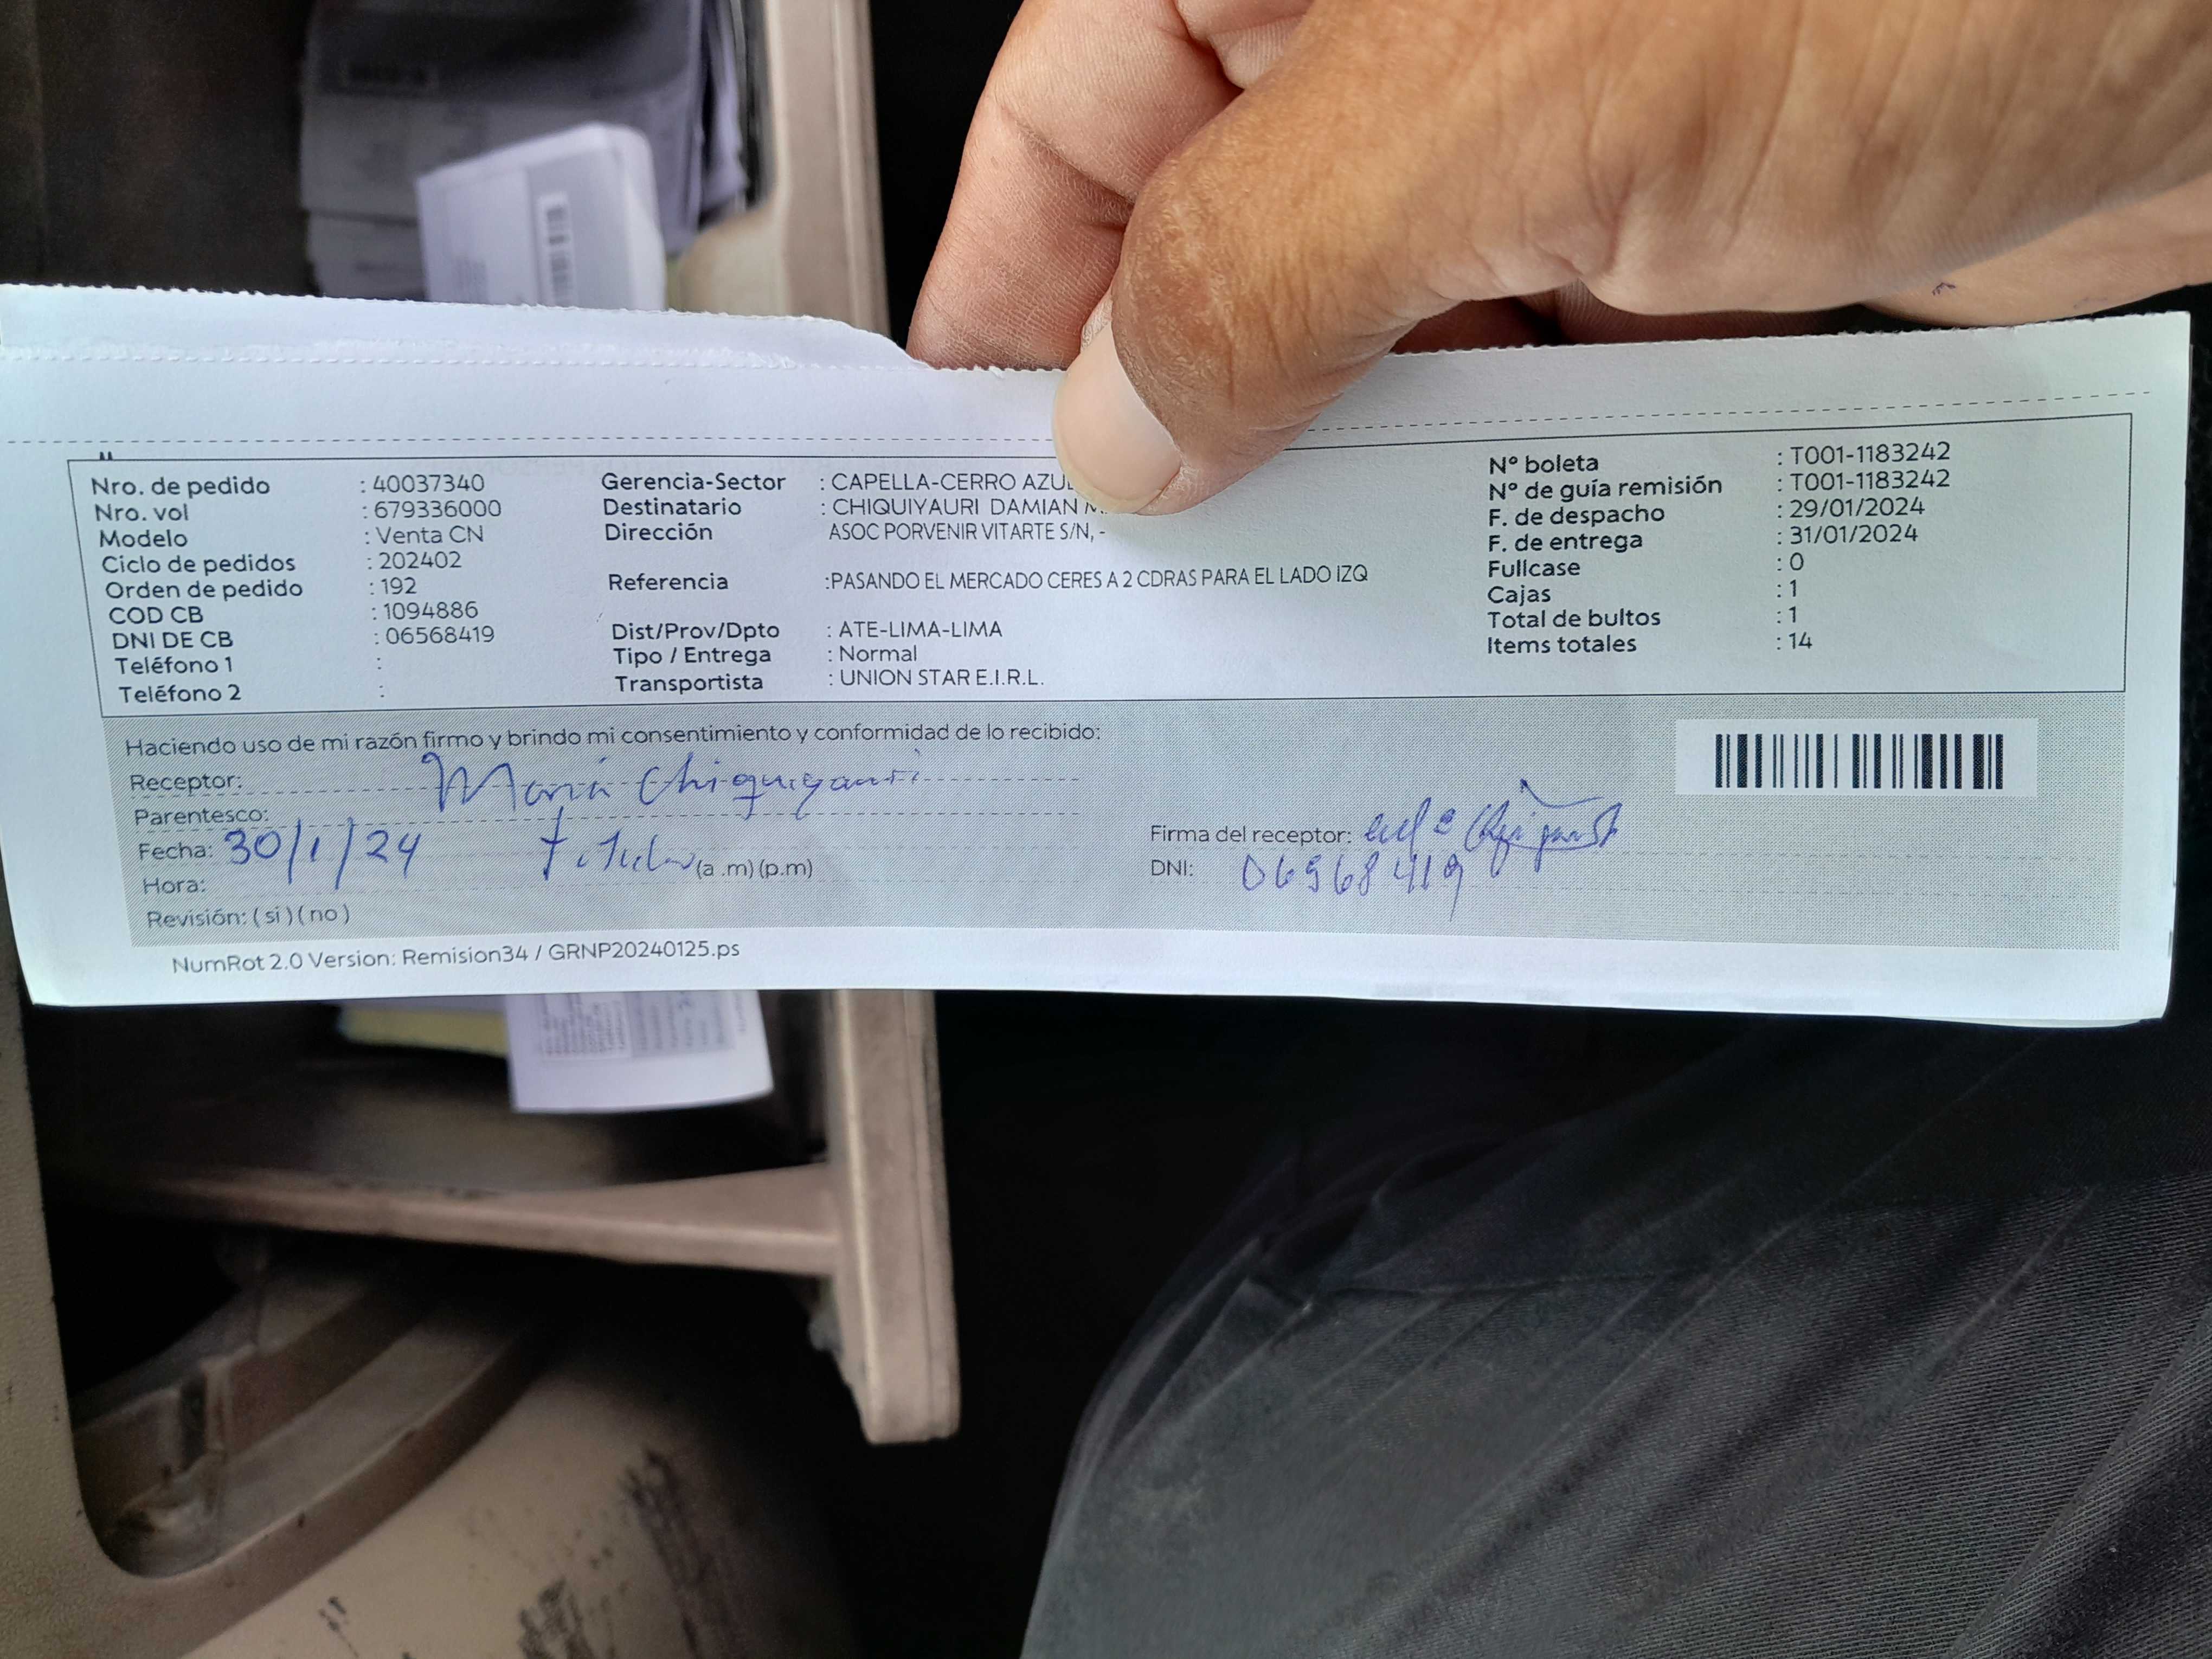 Nro. de pedido : 40037340
Nro. vol : 679336000
Modelo : Venta CN
Ciclo de pedidos : 202402
Orden de pedido : 192
COD CB : 1094886
DNI DE CB : 06568419
Teléfono 1 :
Teléfono 2 :
Gerencia-Sector : CAPELLA-CERRO AZUL
Destinatario : CHIQUIYAURI DAMIAN M
Dirección ASOC PORVENIR VITARTE S/N, -
Referencia :PASANDO EL MERCADO CERES A 2 CDRAS PARA EL LADO IZQ
Dist/Prov/Dpto : ATE-LIMA-LIMA
Tipo / Entrega : Normal
Transportista : UNION STAR E.I.R.L.
Nº boleta : T001-1183242
Nº de guía remisión : T001-1183242
F. de despacho : 29/01/2024
F. de entrega : 31/01/2024
Fullcase : 0
Cajas : 1
Total de bultos : 1
Items totales : 14
Haciendo uso de mi razón firmo y brindo mi consentimiento y conformidad de lo recibido:
Receptor: María Chiquiyauri
Parentesco: Titular
Fecha: 30/1/24
Hora: (a .m) (p.m)
Revisión: ( si ) ( no )
Firma del receptor:
DNI: 06568419
NumRot 2.0 Version: Remision34 / GRNP20240125.ps